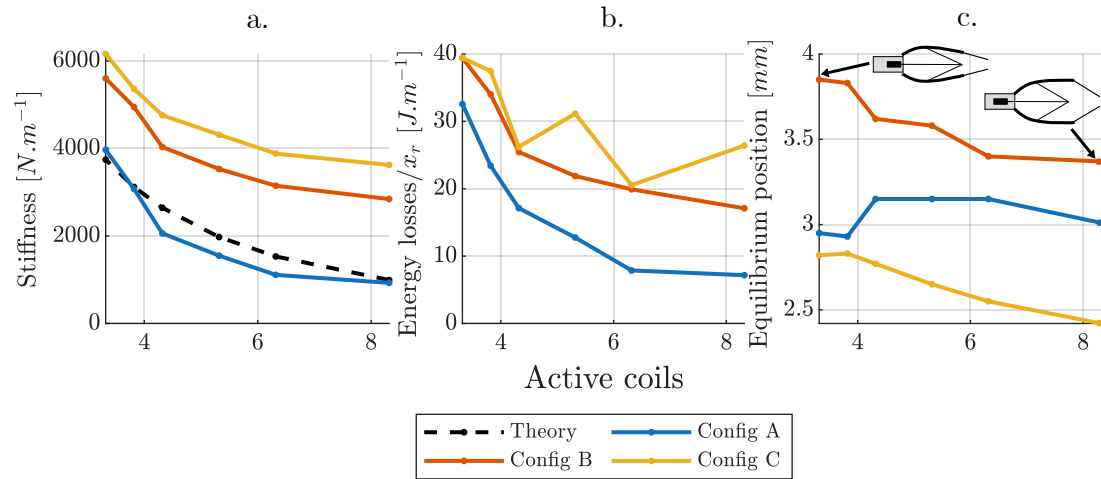 a.
b.
c.
Stiffness [N.m⁻¹]
6000
4000
2000
0
4
6
8
Energy losses/x_r [J.m⁻¹]
40
30
20
10
0
4
6
8
Equilibrium position [mm]
4
3.5
3
2.5
4
6
8
Active coils
Theory
Config A
Config B
Config C